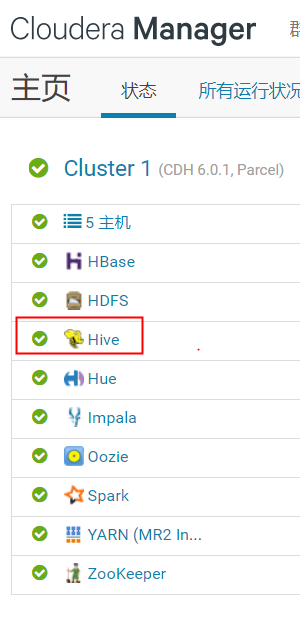 Cloudera Manager
主页 状态 所有运行状况
Cluster 1 (CDH 6.0.1, Parcel)
5 主机
HBase
HDFS
Hive
Hue
Impala
Oozie
Spark
YARN (MR2 In...
ZooKeeper